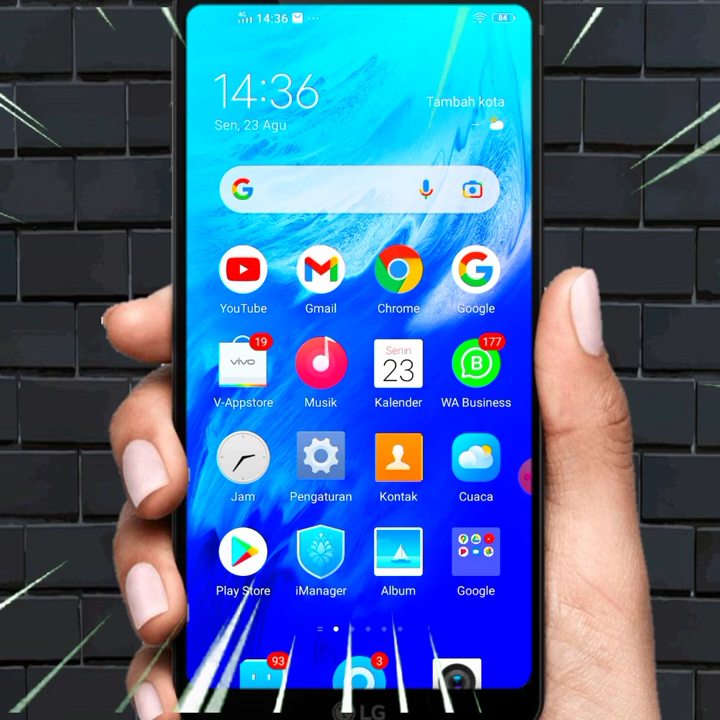 4G 14:36 ... 84
14:36
Sen, 23 Agu
Tambah kota
--
YouTube Gmail Chrome Google
19 vivo Senin 23 177 B
V-Appstore Musik Kalender WA Business
Jam Pengaturan Kontak Cuaca
Play Store iManager Album Google
93 3
LG